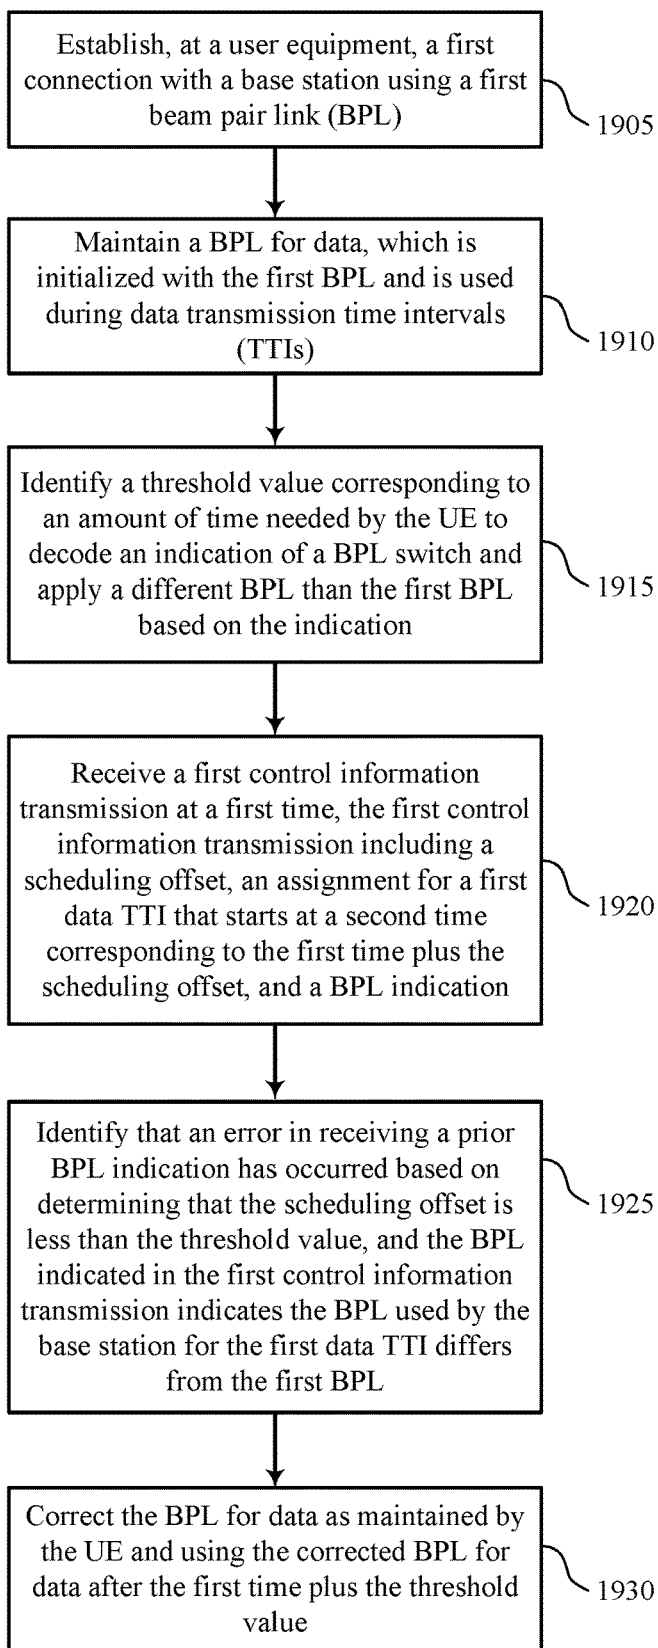 Establish, at a user equipment, a first
connection with a base station using a first
beam pair link (BPL)
1905
Maintain a BPL for data, which is
initialized with the first BPL and is used
during data transmission time intervals
(TTIs)
1910
Identify a threshold value corresponding to
an amount of time needed by the UE to
decode an indication of a BPL switch and
apply a different BPL than the first BPL
based on the indication
1915
Receive a first control information
transmission at a first time, the first control
information transmission including a
scheduling offset, an assignment for a first
data TTI that starts at a second time
corresponding to the first time plus the
scheduling offset, and a BPL indication
1920
Identify that an error in receiving a prior
BPL indication has occurred based on
determining that the scheduling offset is
less than the threshold value, and the BPL
indicated in the first control information
transmission indicates the BPL used by the
base station for the first data TTI differs
from the first BPL
1925
Correct the BPL for data as maintained by
the UE and using the corrected BPL for
data after the first time plus the threshold
value
1930